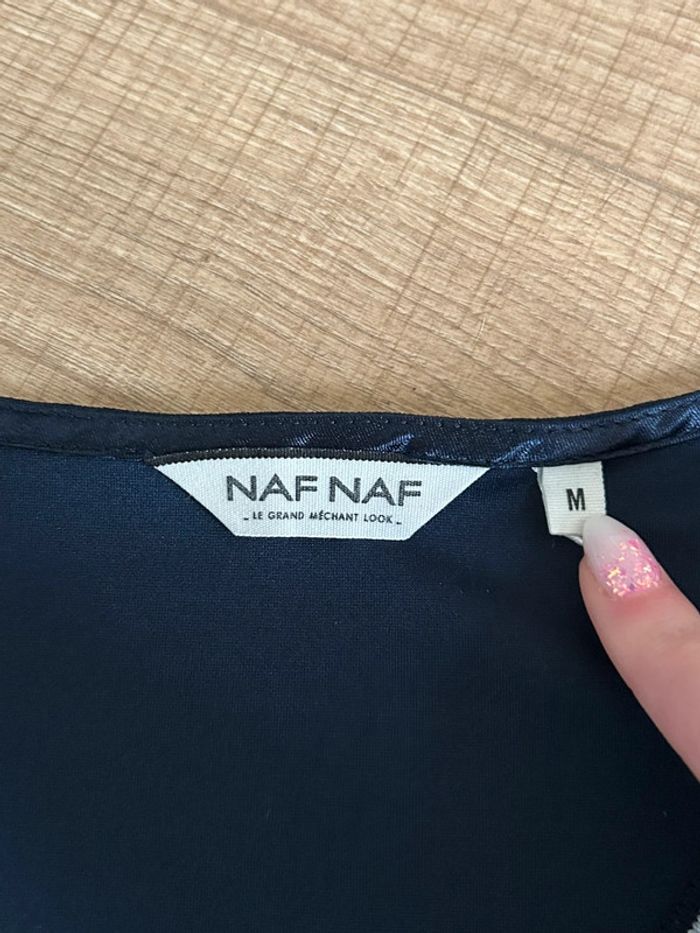 NAF NAF
- LE GRAND MÉCHANT LOOK -
M